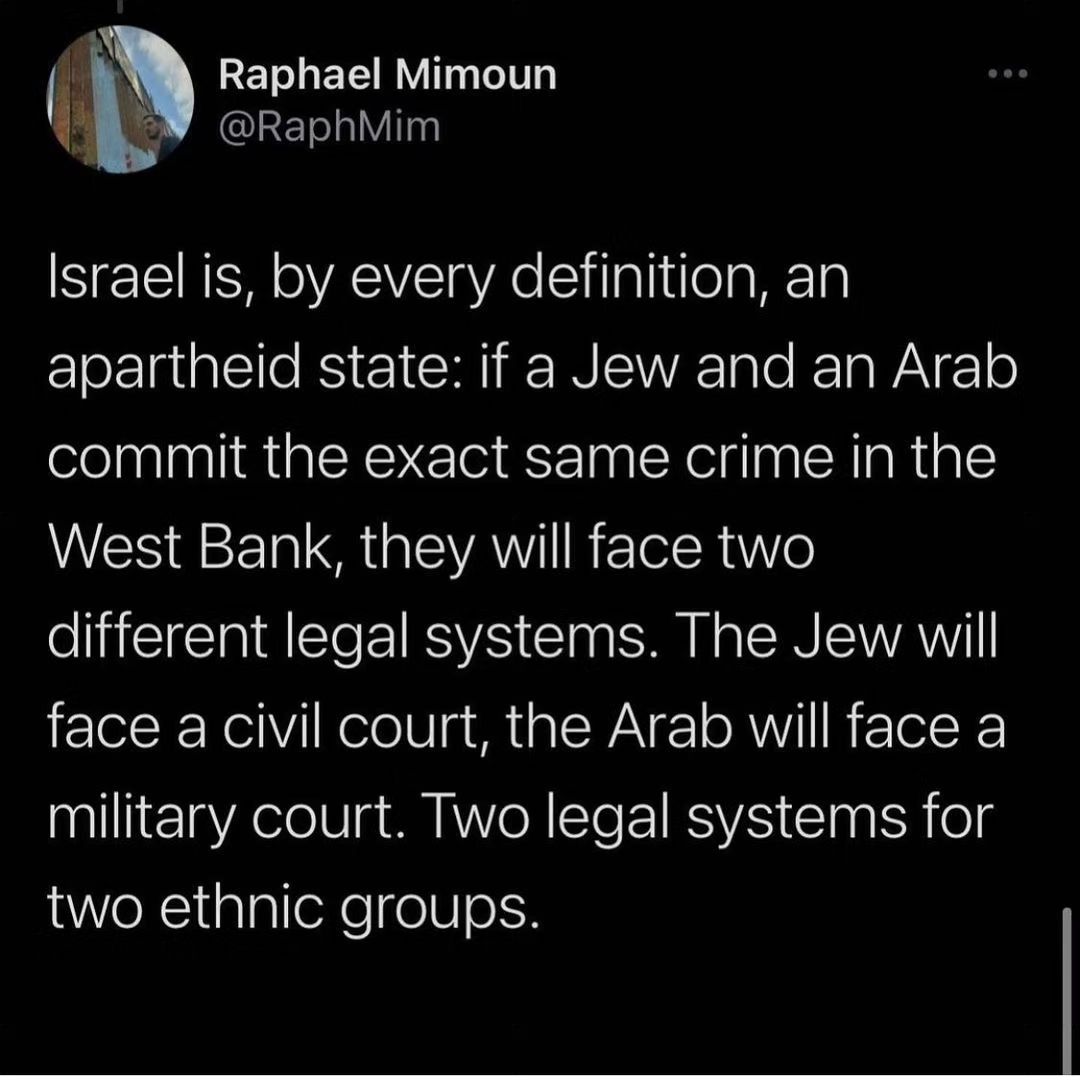 Raphael Mimoun
@RaphMim
Israel is, by every definition, an
apartheid state: if a Jew and an Arab
commit the exact same crime in the
West Bank, they will face two
different legal systems. The Jew will
face a civil court, the Arab will face a
military court. Two legal systems for
two ethnic groups.